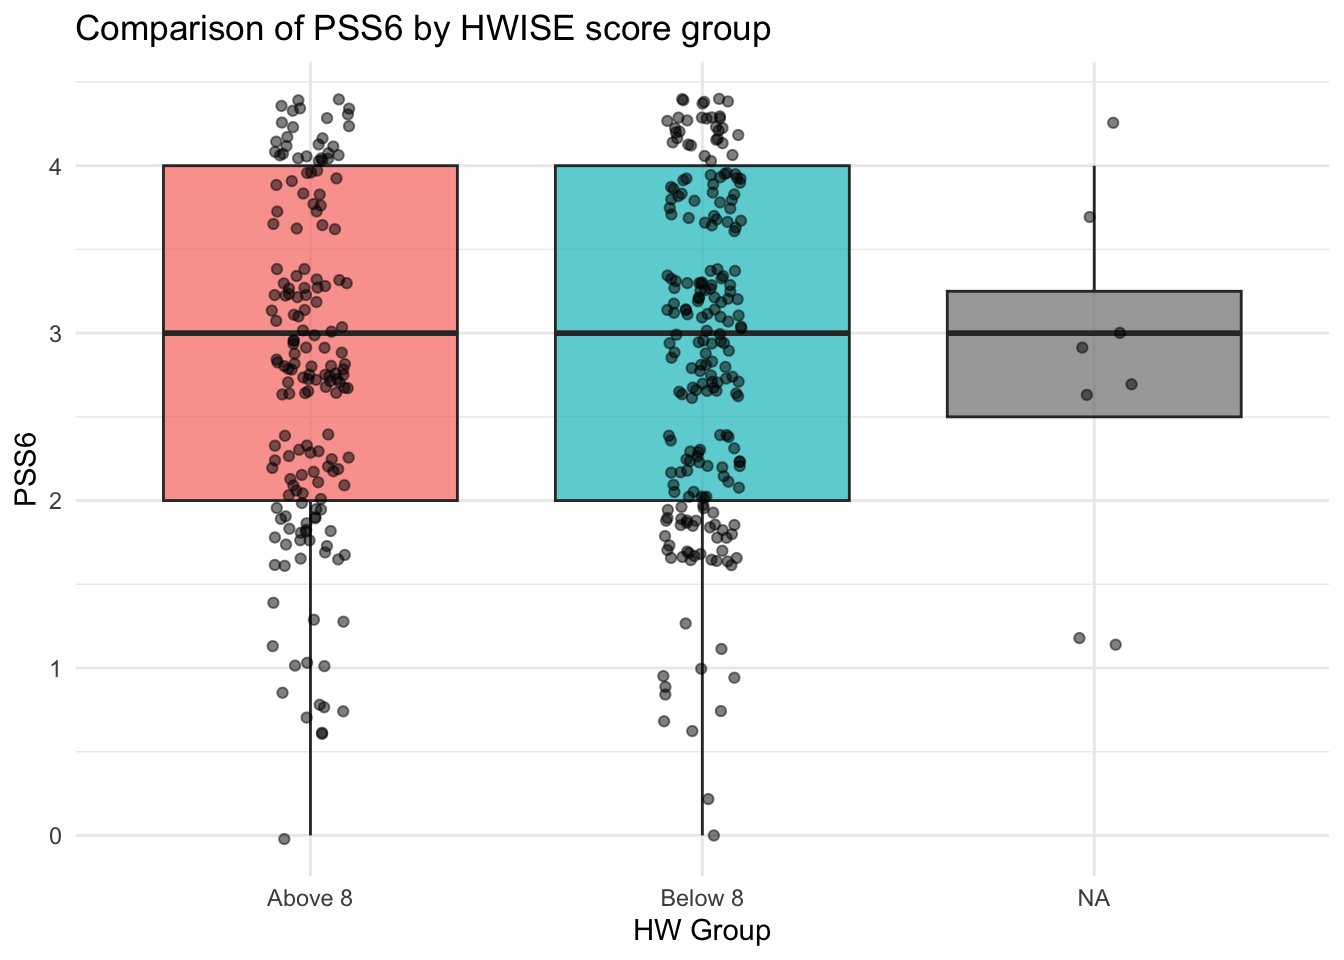 Comparison of PSS6 by HWISE score group
PSS6
4
3
2
1
0
Above 8
Below 8
NA
HW Group